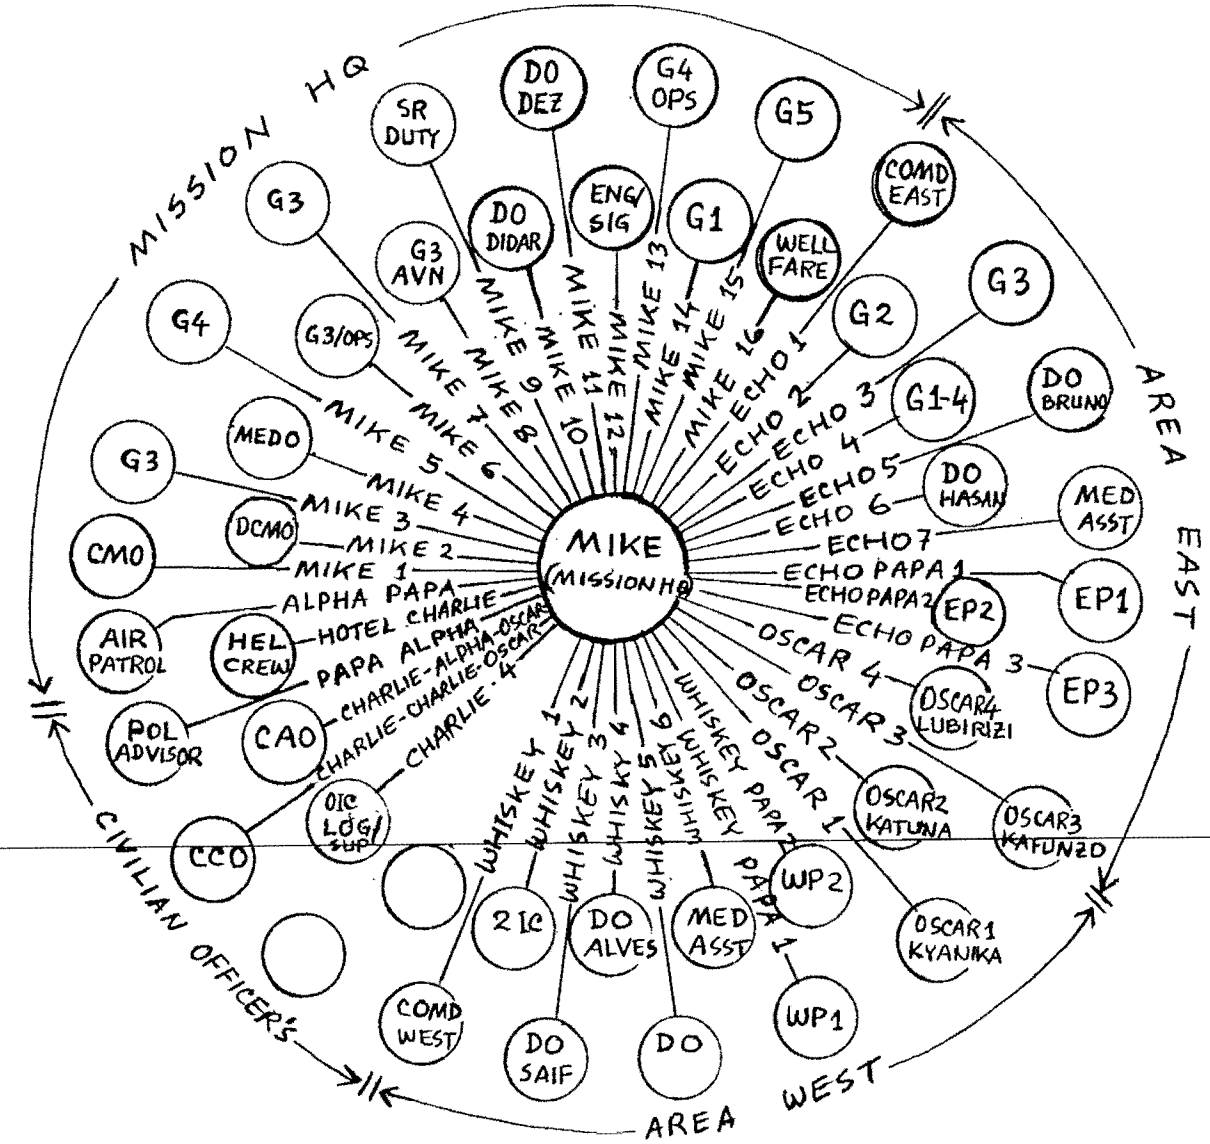 MISSION HQ
AREA EAST
AREA WEST
CIVILIAN OFFICER'S
MIKE
(MISSION HQ)
CMO
MIKE 1
DCMO
MIKE 2
G3
MIKE 3
MEDO
MIKE 4
G4
MIKE 5
G3/OPS
MIKE 6
G3
MIKE 7
G3
AVN
MIKE 8
SR
DUTY
MIKE 9
DO
DIDAR
MIKE 10
DO
DEZ
MIKE 11
ENG/
SIG
MIKE 12
G4
OPS
MIKE 13
G1
MIKE 14
G5
MIKE 15
WELL
FARE
MIKE 16
COMD
EAST
ECHO 1
G2
ECHO 2
G3
ECHO 3
G1-4
ECHO 4
DO
BRUNO
ECHO 5
DO
HASAN
ECHO 6
MED
ASST
ECHO 7
EP1
ECHO PAPA 1
EP2
ECHO PAPA 2
EP3
ECHO PAPA 3
OSCAR4
LUBIRIZI
OSCAR 4
OSCAR3
KAFUNZO
OSCAR 3
OSCAR2
KATUNA
OSCAR 2
OSCAR1
KYANIKA
OSCAR 1
WP2
WHISKEY PAPA 2
WP1
WHISKEY PAPA 1
MED
ASST
WHISKEY 6
DO
WHISKEY 5
DO
ALVES
WHISKY 4
DO
SAIF
WHISKEY 3
2 IC
WHISKEY 2
COMD
WEST
WHISKEY 1
OIC
LOG/
SUP
CHARLIE-4
CCO
CHARLIE-CHARLIE-OSCAR
CAO
CHARLIE-ALPHA-OSCAR
POL
ADVISOR
PAPA ALPHA
HEL
CREW
HOTEL CHARLIE
AIR
PATROL
ALPHA PAPA